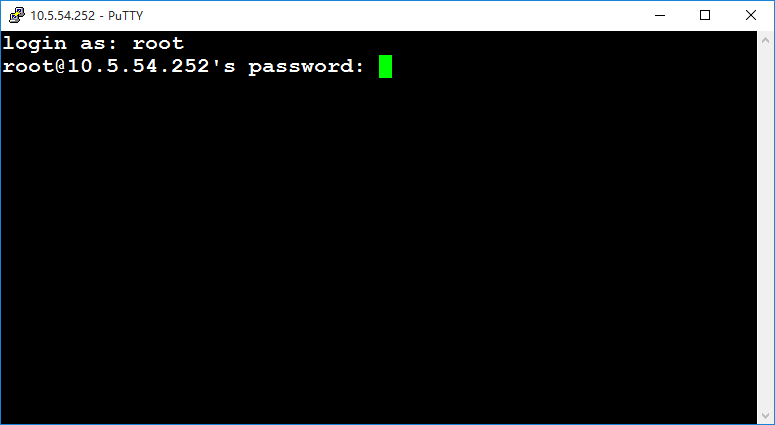 10.5.54.252 - PuTTY
login as: root
root@10.5.54.252's password: